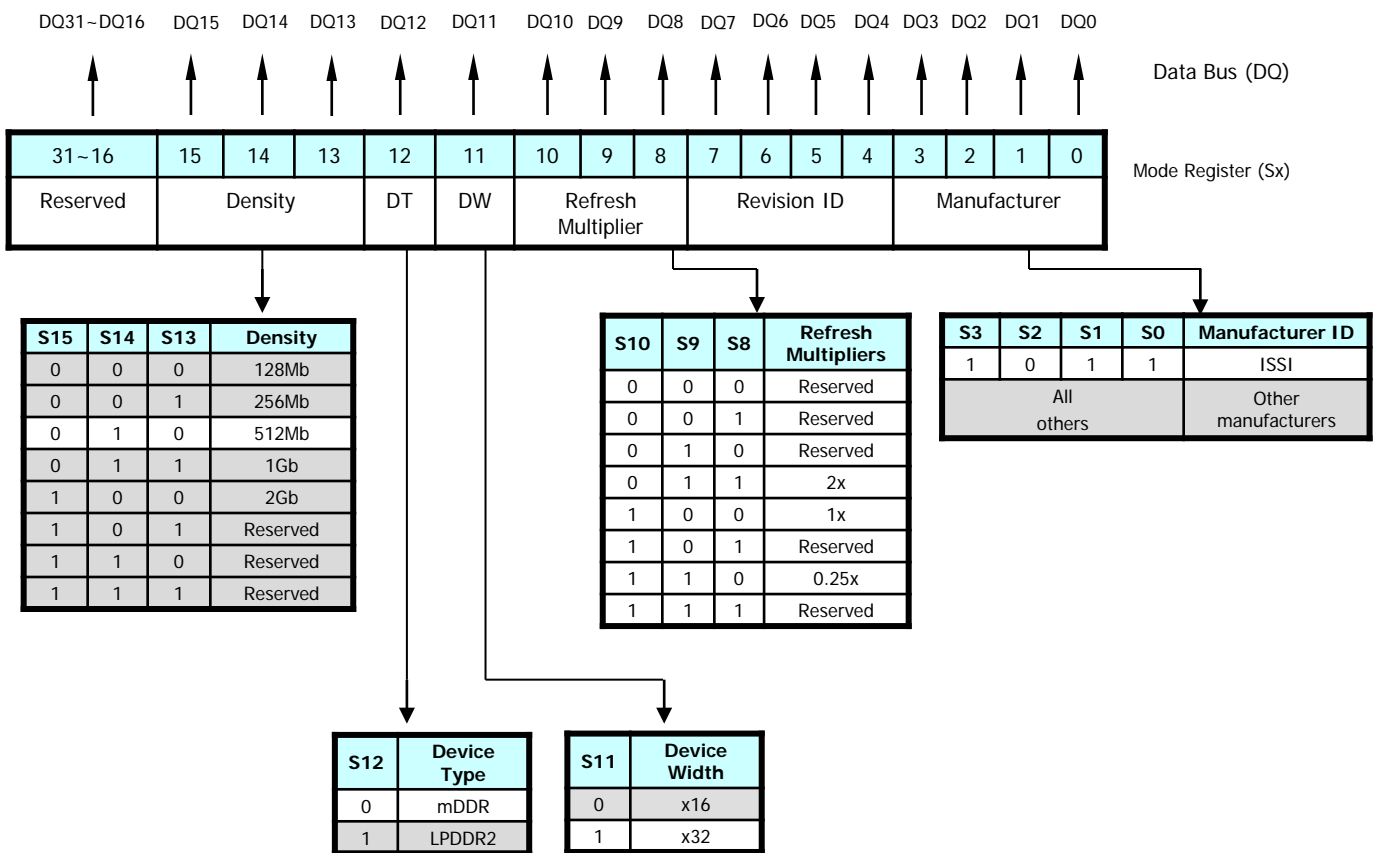 DQ31~DQ16 DQ15 DQ14 DQ13 DQ12 DQ11 DQ10 DQ9 DQ8 DQ7 DQ6 DQ5 DQ4 DQ3 DQ2 DQ1 DQ0
Data Bus (DQ)
31~16 15 14 13 12 11 10 9 8 7 6 5 4 3 2 1 0
Mode Register (Sx)
Reserved Density DT DW Refresh Multiplier Revision ID Manufacturer
S15 S14 S13 Density
0 0 0 128Mb
0 0 1 256Mb
0 1 0 512Mb
0 1 1 1Gb
1 0 0 2Gb
1 0 1 Reserved
1 1 0 Reserved
1 1 1 Reserved
S10 S9 S8 Refresh Multipliers
0 0 0 Reserved
0 0 1 Reserved
0 1 0 Reserved
0 1 1 2x
1 0 0 1x
1 0 1 Reserved
1 1 0 0.25x
1 1 1 Reserved
S3 S2 S1 S0 Manufacturer ID
1 0 1 1 ISSI
All others Other manufacturers
S12 Device Type
0 mDDR
1 LPDDR2
S11 Device Width
0 x16
1 x32